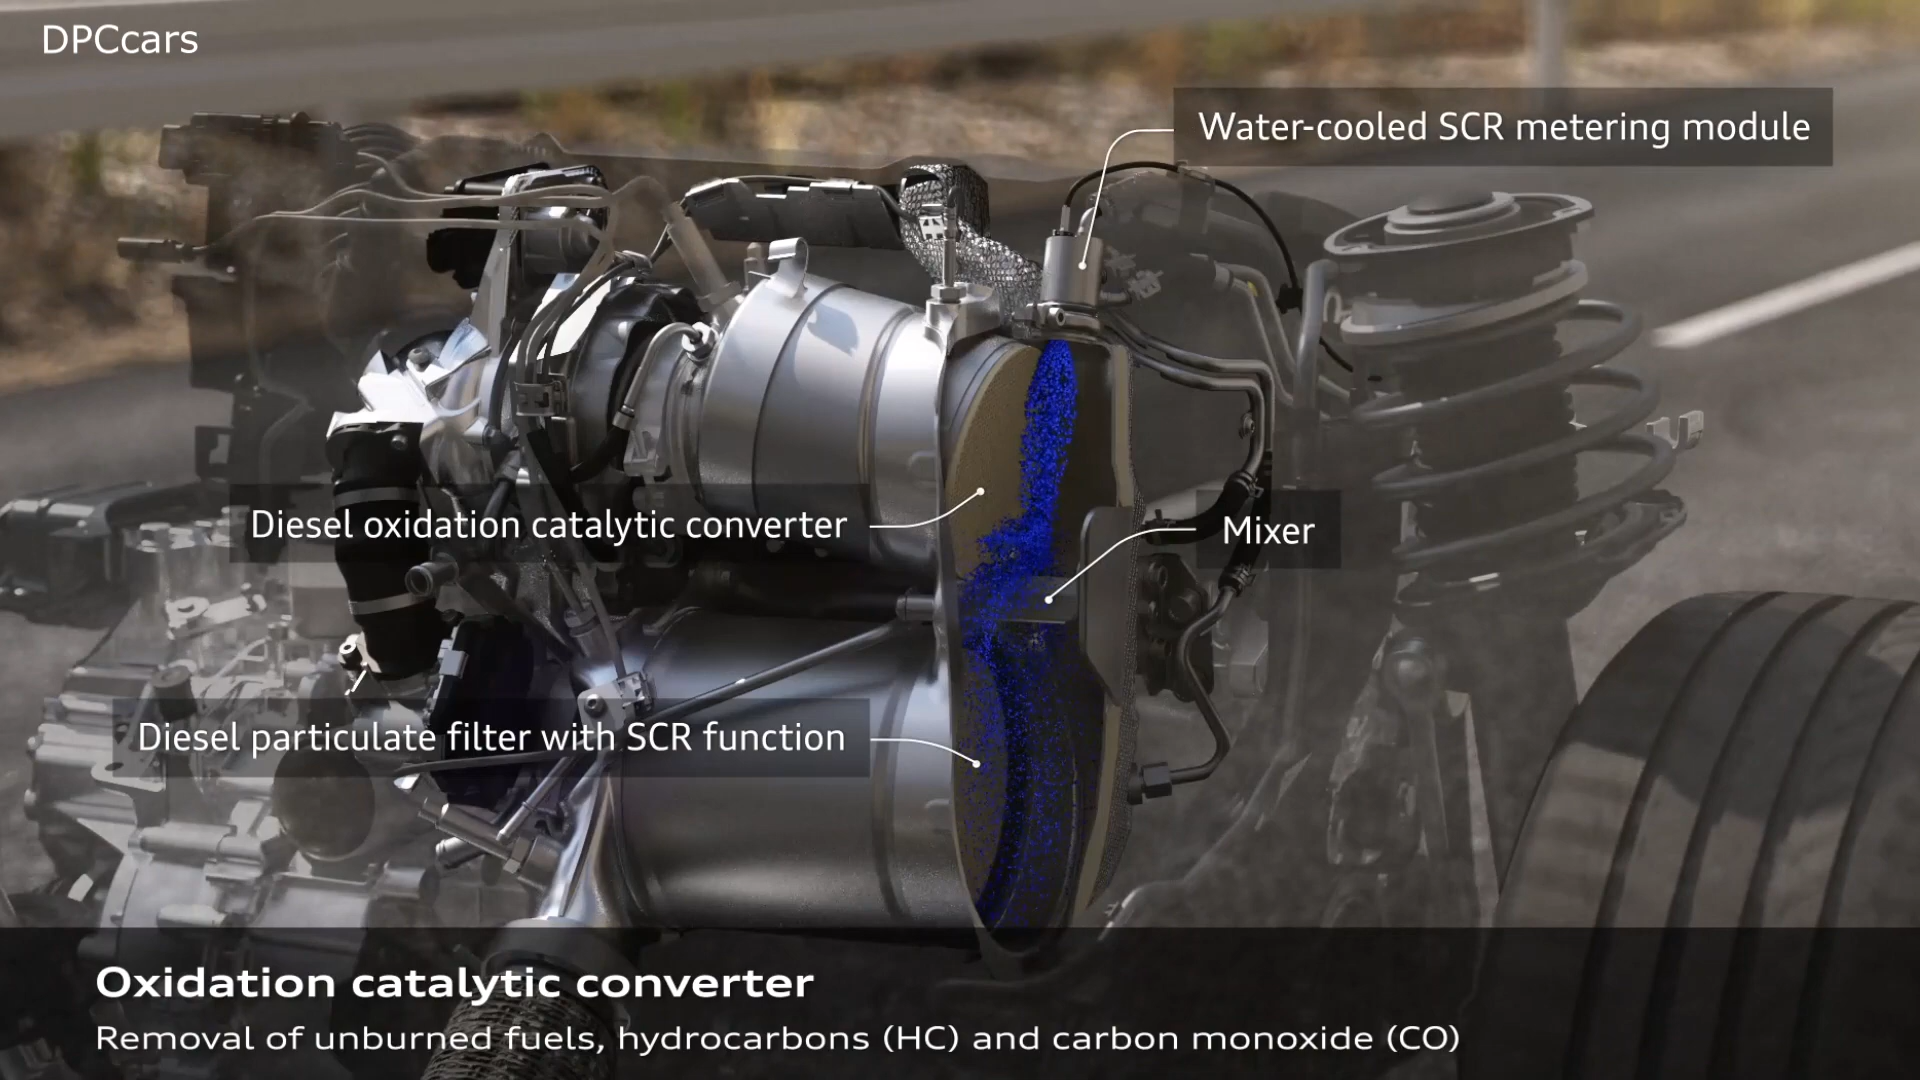 DPCcars
Water-cooled SCR metering module
Diesel oxidation catalytic converter
Mixer
Diesel particulate filter with SCR function
Oxidation catalytic converter
Removal of unburned fuels, hydrocarbons (HC) and carbon monoxide (CO)